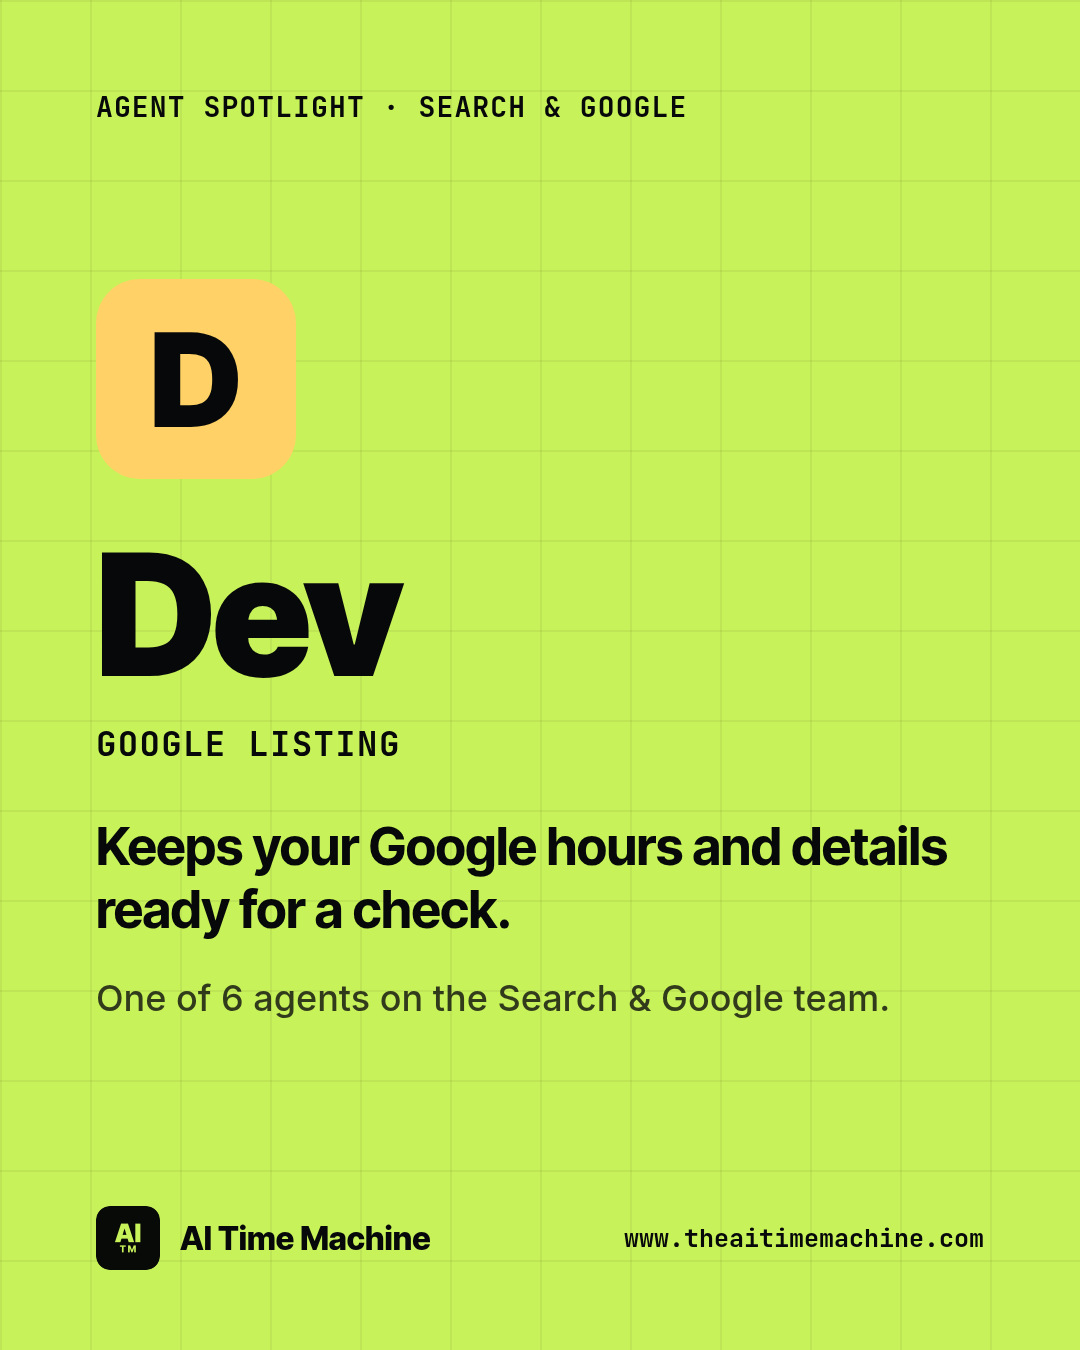 AGENT SPOTLIGHT · SEARCH & GOOGLE
D
Dev
GOOGLE LISTING
Keeps your Google hours and details
ready for a check.
One of 6 agents on the Search & Google team.
AI
TM
AI Time Machine
www.theaitimemachine.com